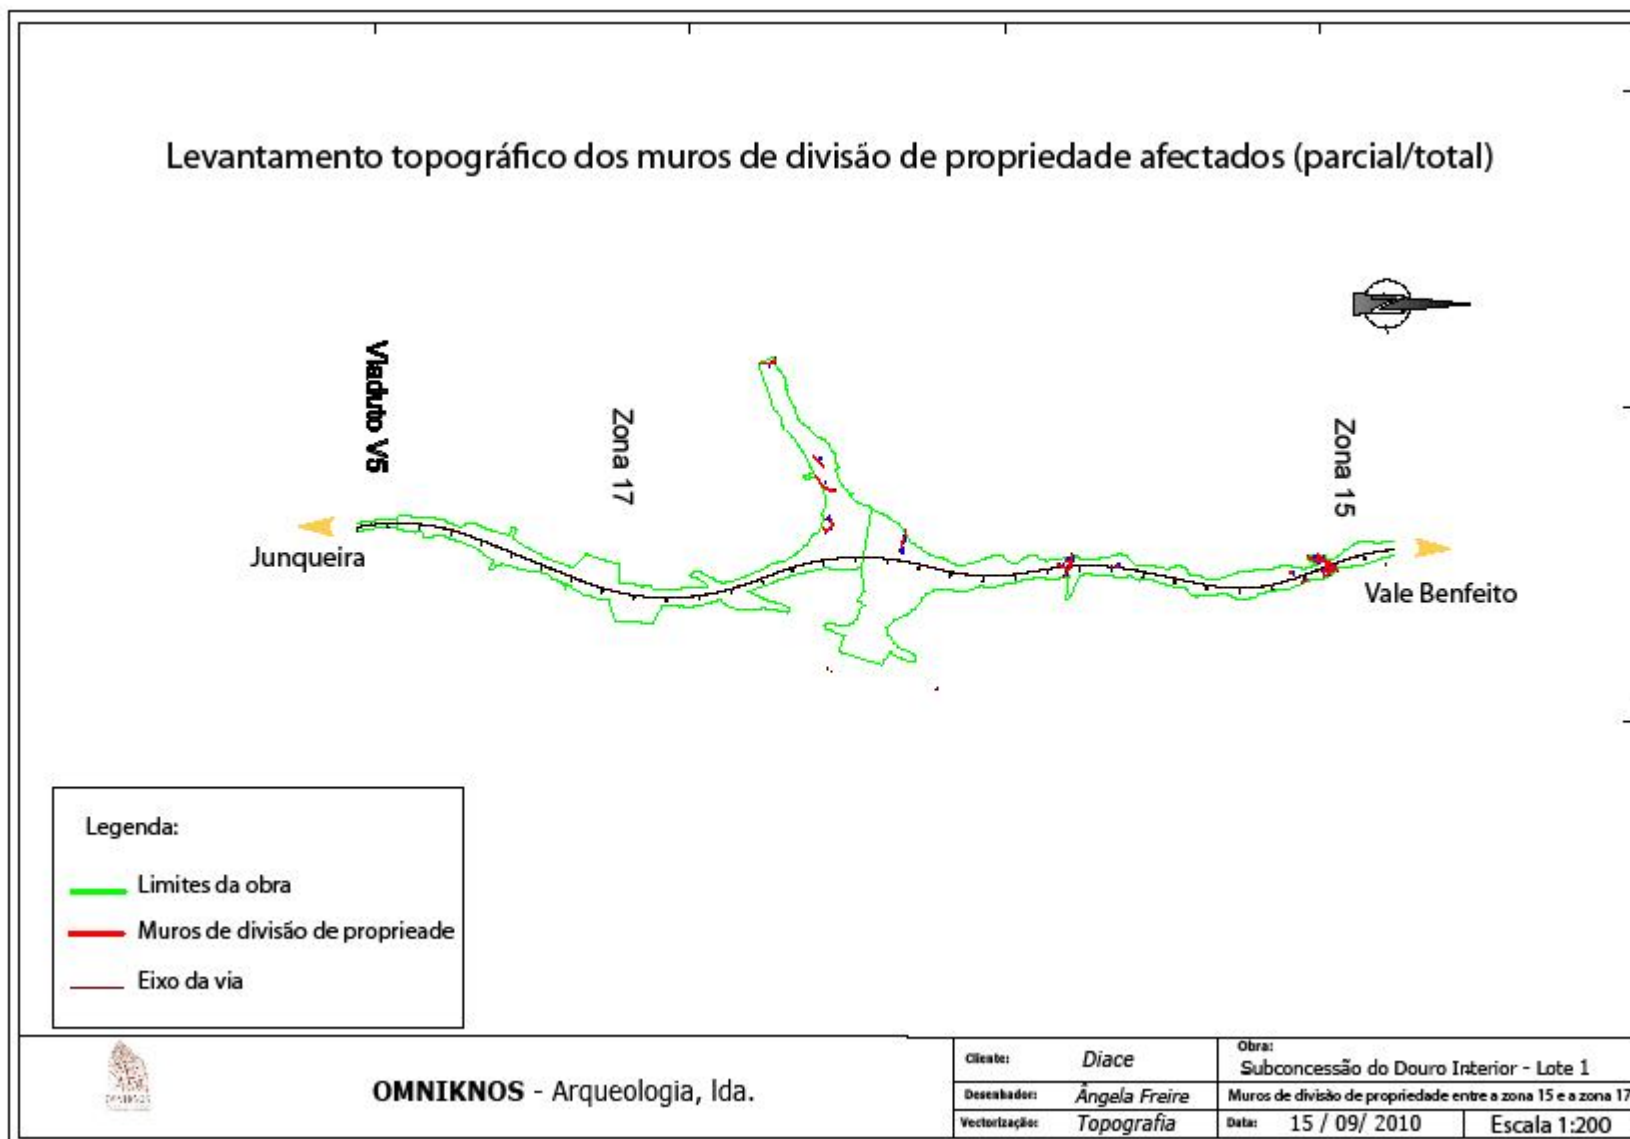 Levantamento topográfico dos muros de divisão de propriedade afectados (parcial/total)
Viaduto V5
Zona 17
Zona 15
Junqueira
Vale Benfeito
Legenda:
Limites da obra
Muros de divisão de proprieade
Eixo da via
OMNIKNOS
OMNIKNOS - Arqueologia, lda.
Cliente: Diace
Desenhador: Ângela Freire
Vectorização: Topografia
Obra:
Subconcessão do Douro Interior - Lote 1
Muros de divisão de propriedade entre a zona 15 e a zona 17
Data: 15 / 09/ 2010
Escala 1:200